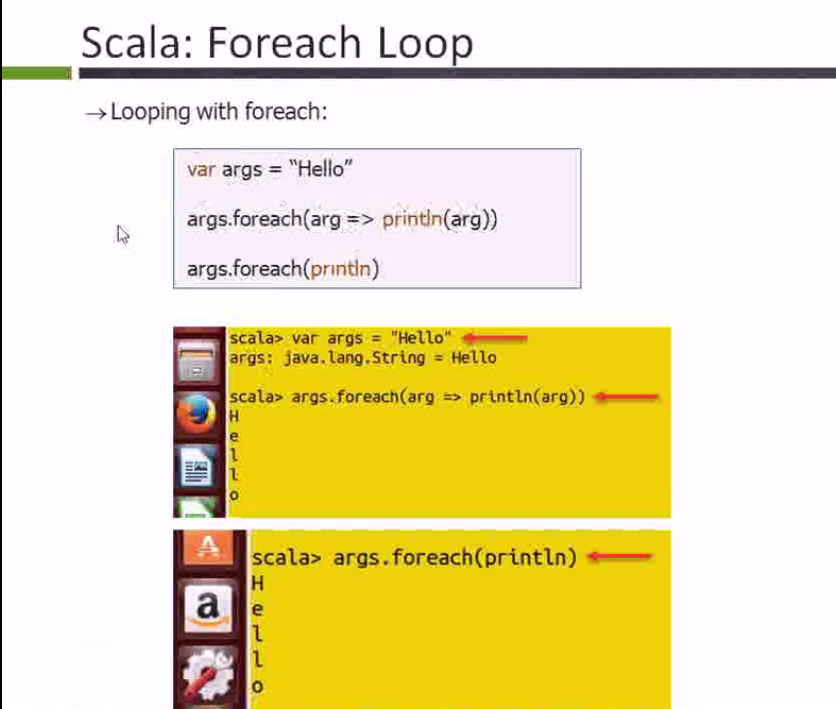 Scala: Foreach Loop
→ Looping with foreach:
var args = “Hello”
args.foreach(arg => println(arg))
args.foreach(println)
scala> var args = "Hello"
args: java.lang.String = Hello
scala> args.foreach(arg => println(arg))
H
e
l
l
o
scala> args.foreach(println)
H
e
l
l
o